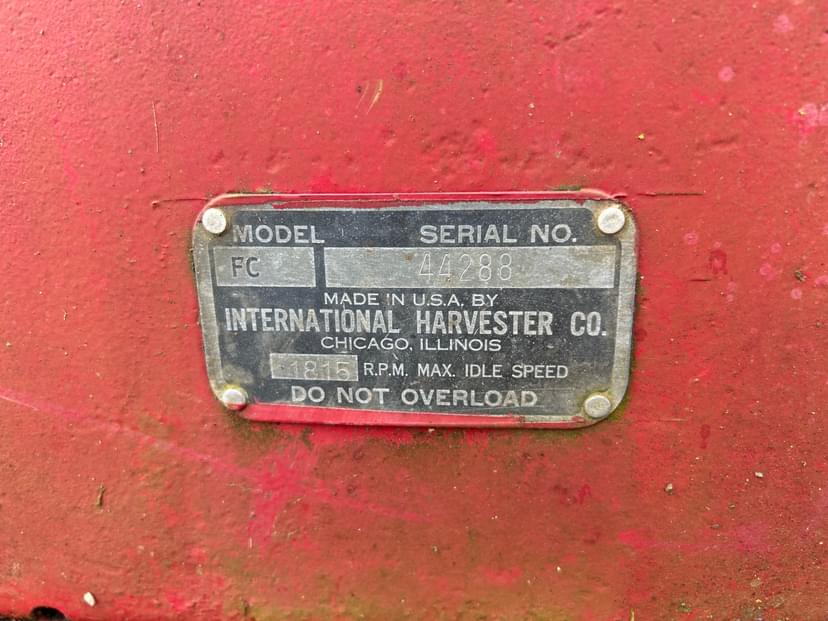 MODEL SERIAL NO.
FC 44288
MADE IN U.S.A. BY
INTERNATIONAL HARVESTER CO.
CHICAGO, ILLINOIS
1815 R.P.M. MAX. IDLE SPEED
DO NOT OVERLOAD